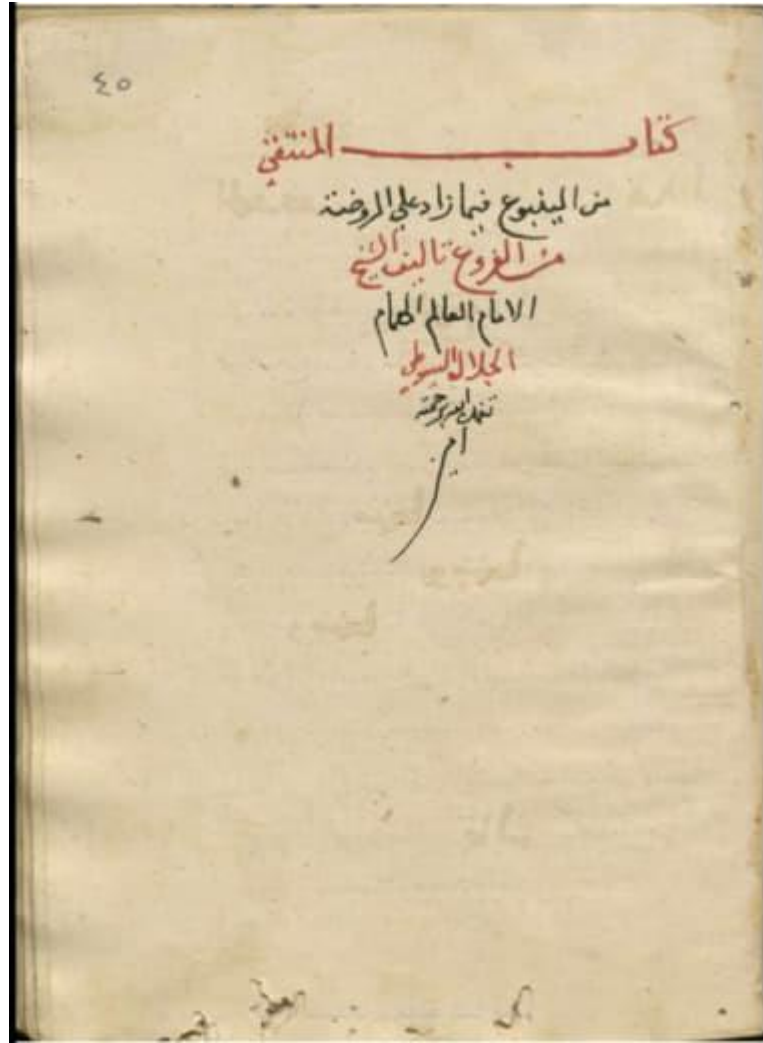 ٤٥
كتاب المنتقى
من الينبوع فيما زاد علي الروضة
من الفروع تاليف الشيخ
الامام العالم الهمام
الجلال السيوطي
تغمده الله برحمته
امين